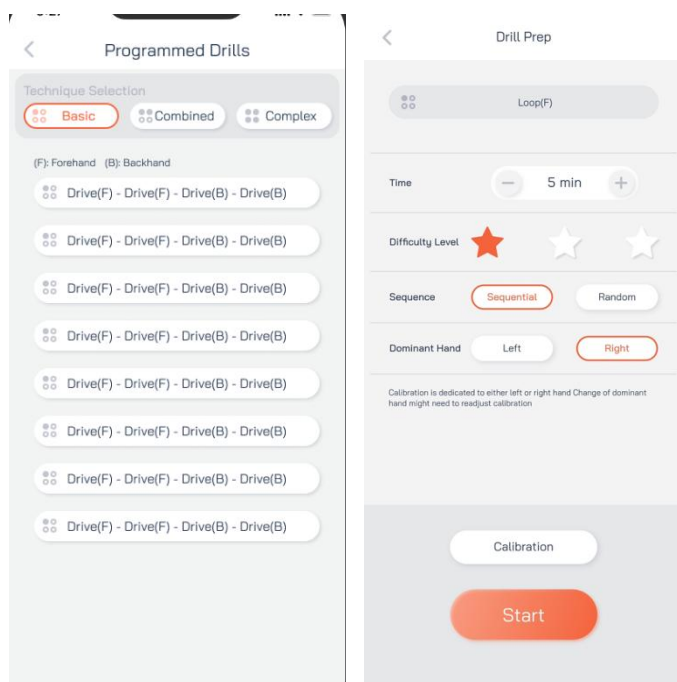 Programmed Drills
Technique Selection
Basic
Combined
Complex
(F): Forehand (B): Backhand
Drive(F) - Drive(F) - Drive(B) - Drive(B)
Drive(F) - Drive(F) - Drive(B) - Drive(B)
Drive(F) - Drive(F) - Drive(B) - Drive(B)
Drive(F) - Drive(F) - Drive(B) - Drive(B)
Drive(F) - Drive(F) - Drive(B) - Drive(B)
Drive(F) - Drive(F) - Drive(B) - Drive(B)
Drive(F) - Drive(F) - Drive(B) - Drive(B)
Drive(F) - Drive(F) - Drive(B) - Drive(B)
Drill Prep
Loop(F)
Time
5 min
Difficulty Level
Sequence
Sequential
Random
Dominant Hand
Left
Right
Calibration is dedicated to either left or right hand Change of dominant
hand might need to readjust calibration
Calibration
Start